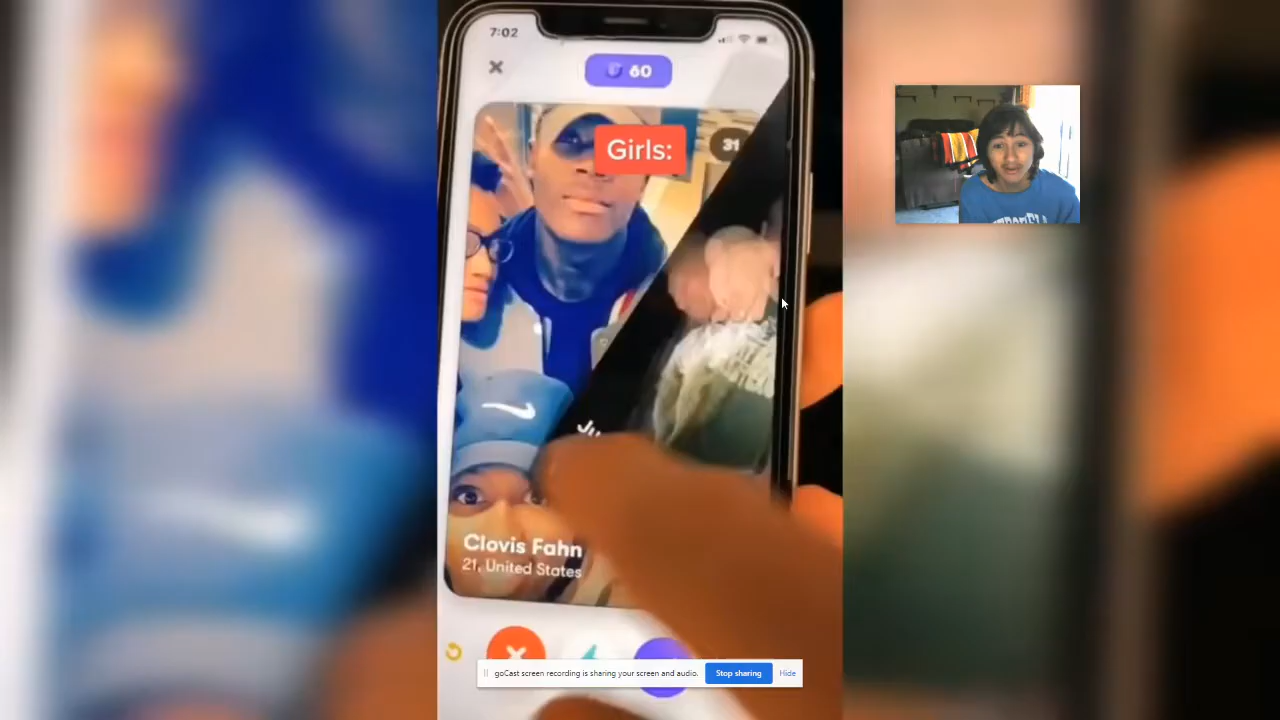 7:02
60
Girls:
31
Clovis Fahn
21, United States
goCast screen recording is sharing your screen and audio.
Stop sharing
Hide